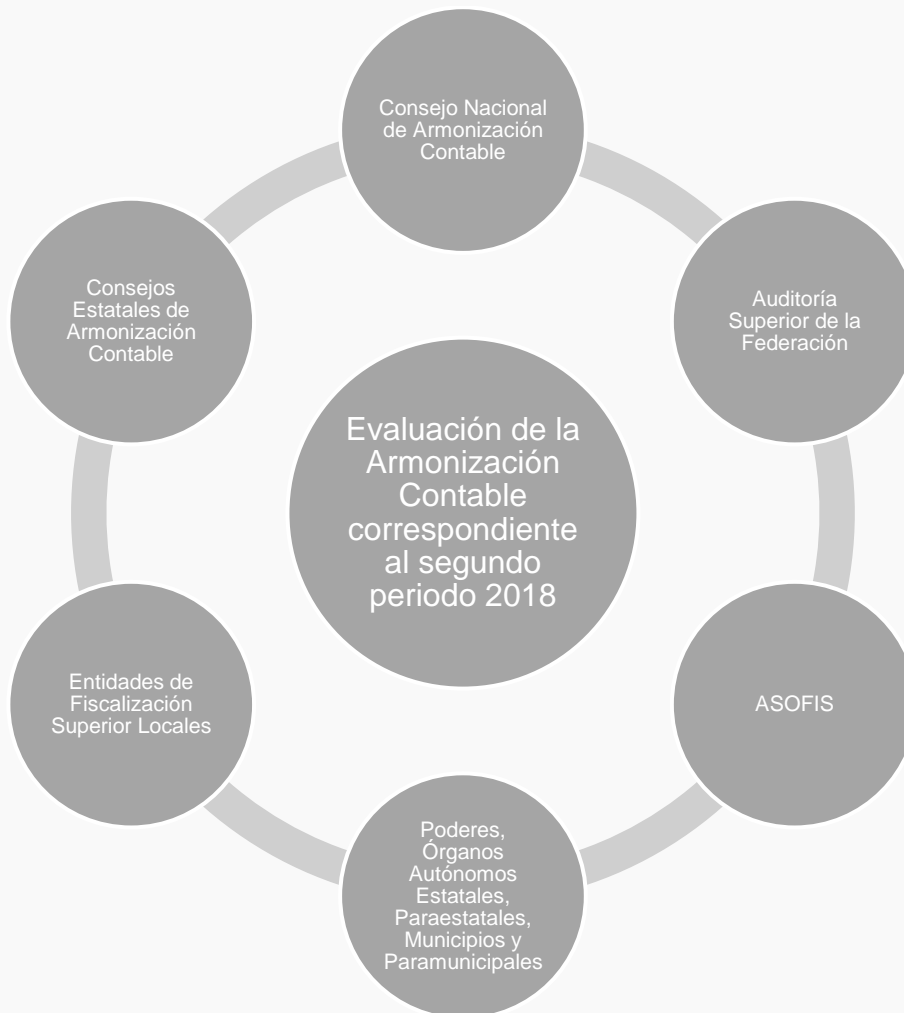 Consejo Nacional
de Armonización
Contable
Auditoría
Superior de la
Federación
ASOFIS
Poderes,
Órganos
Autónomos
Estatales,
Paraestatales,
Municipios y
Paramunicipales
Entidades de
Fiscalización
Superior Locales
Consejos
Estatales de
Armonización
Contable
Evaluación de la
Armonización
Contable
correspondiente
al segundo
periodo 2018